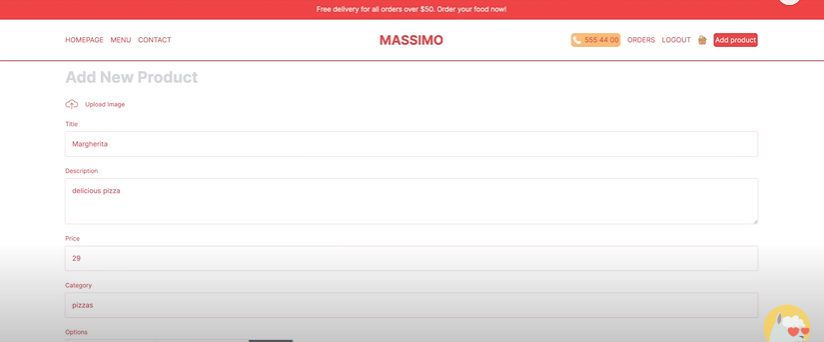 Free delivery for all orders over $50. Order your food now!
HOMEPAGE MENU CONTACT MASSIMO 555 44 00 ORDERS LOGOUT Add product
Add New Product
Upload Image
Title
Margherita
Description
delicious pizza
Price
29
Category
pizzas
Options